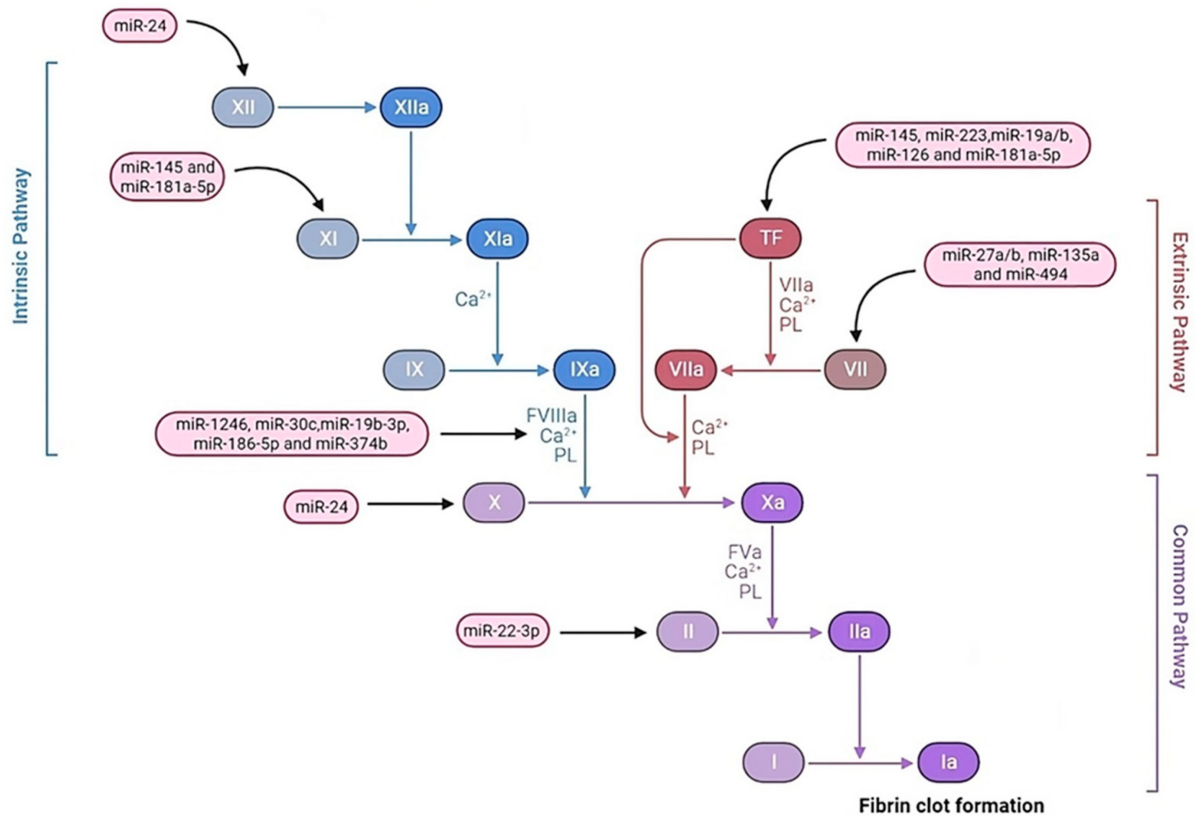 miR-24
XII
XIIa
miR-145 and
miR-181a-5p
miR-145, miR-223,miR-19a/b,
miR-126 and miR-181a-5p
Intrinsic Pathway
XI
XIa
TF
miR-27a/b, miR-135a
and miR-494
Extrinsic Pathway
Ca²⁺
VIIa
Ca²⁺
PL
IX
IXa
VIIa
VII
miR-1246, miR-30c,miR-19b-3p,
miR-186-5p and miR-374b
FVIIIa
Ca²⁺
PL
Ca²⁺
PL
miR-24
X
Xa
FVa
Ca²⁺
PL
Common Pathway
miR-22-3p
II
IIa
I
Ia
Fibrin clot formation